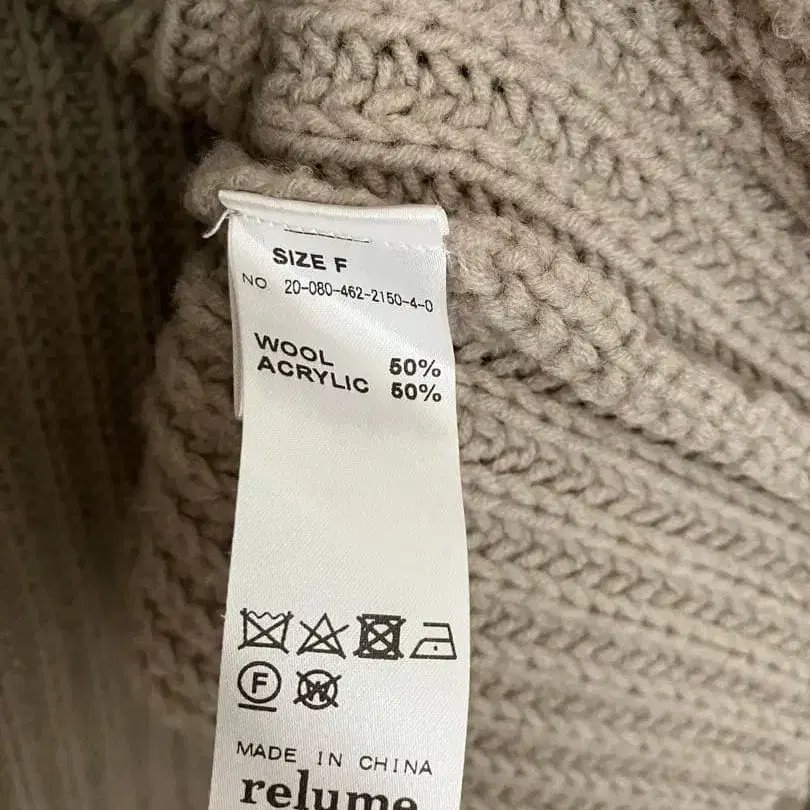 SIZE F
NO. 20-080-462-2150-4-0
WOOL 50%
ACRYLIC 50%
F
W
MADE IN CHINA
relume